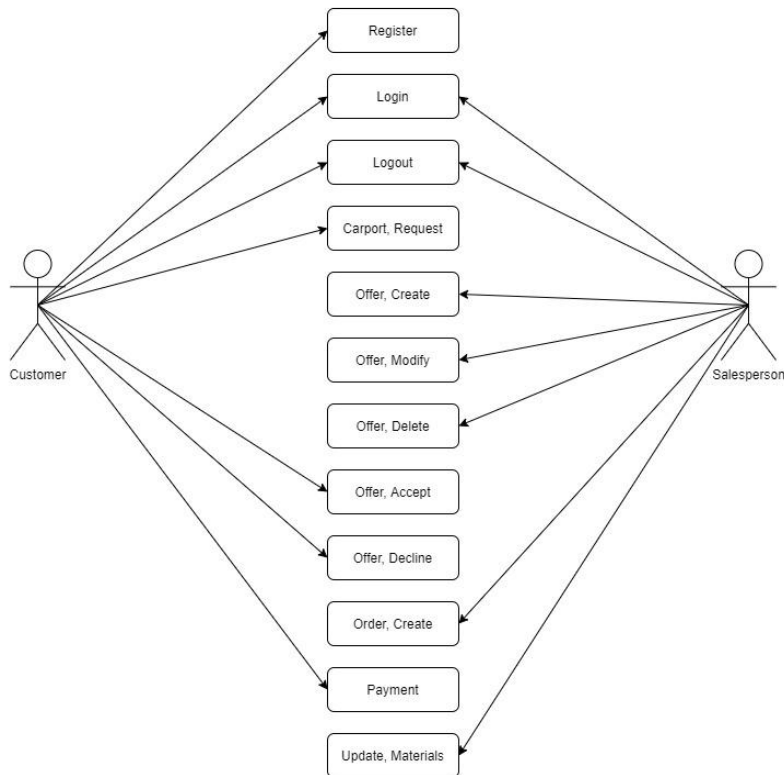 Register
Login
Logout
Carport, Request
Offer, Create
Offer, Modify
Customer
Salesperson
Offer, Delete
Offer, Accept
Offer, Decline
Order, Create
Payment
Update, Materials